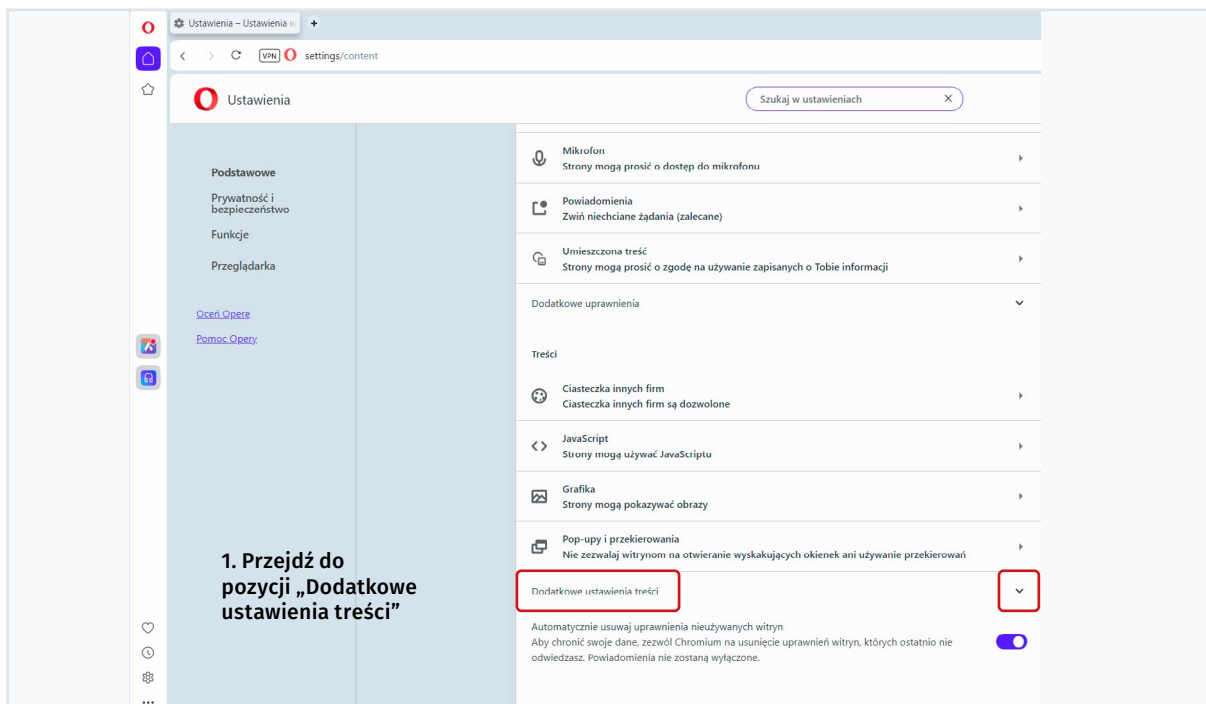 Ustawienia – Ustawienia w
VPN settings/content
Ustawienia
Szukaj w ustawieniach
Podstawowe
Prywatność i
bezpieczeństwo
Funkcje
Przeglądarka
Oceń Operę
Pomoc Opery
Mikrofon
Strony mogą prosić o dostęp do mikrofonu
Powiadomienia
Zwiń niechciane żądania (zalecane)
Umieszczona treść
Strony mogą prosić o zgodę na używanie zapisanych o Tobie informacji
Dodatkowe uprawnienia
Treści
Ciasteczka innych firm
Ciasteczka innych firm są dozwolone
JavaScript
Strony mogą używać JavaScriptu
Grafika
Strony mogą pokazywać obrazy
Pop-upy i przekierowania
Nie zezwalaj witrynom na otwieranie wyskakujących okienek ani używanie przekierowań
Dodatkowe ustawienia treści
Automatycznie usuwaj uprawnienia nieużywanych witryn
Aby chronić swoje dane, zezwól Chromium na usunięcie uprawnień witryn, których ostatnio nie
odwiedzasz. Powiadomienia nie zostaną wyłączone.
1. Przejdź do
pozycji „Dodatkowe
ustawienia treści”